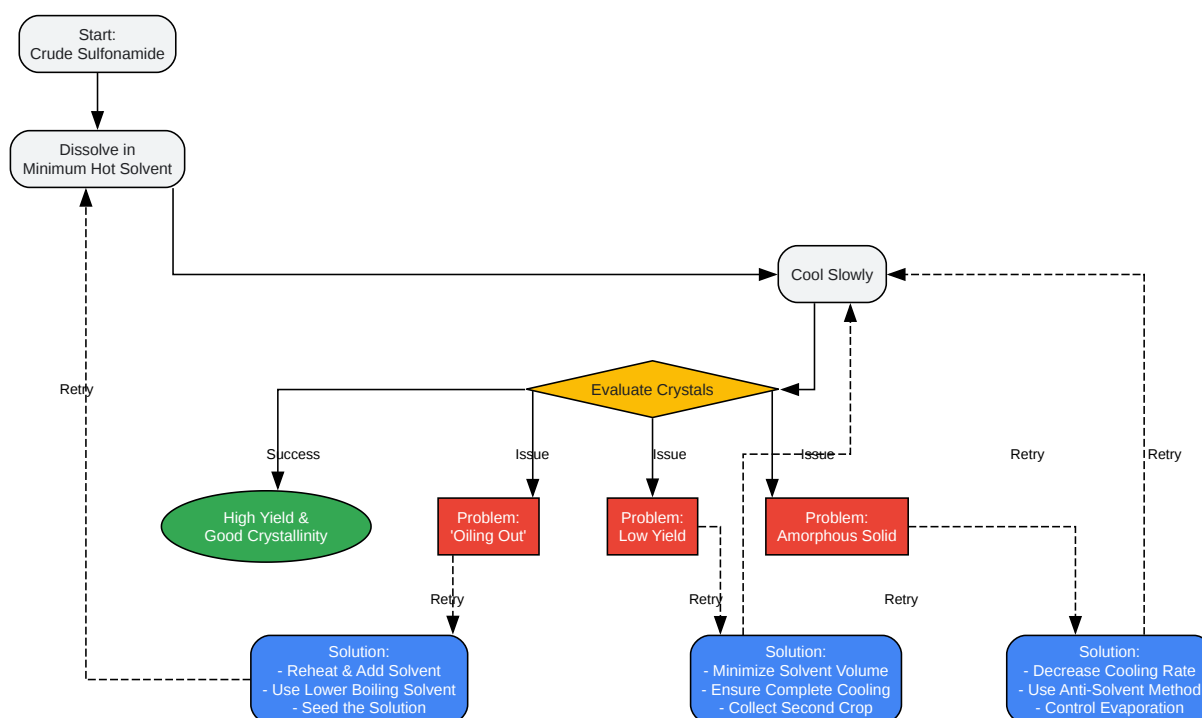 Start:
Crude Sulfonamide
Dissolve in
Minimum Hot Solvent
Cool Slowly
Retry
Evaluate Crystals
Success
Issue
Issue
Issue
Retry
Retry
High Yield &
Good Crystallinity
Problem:
'Oiling Out'
Problem:
Low Yield
Problem:
Amorphous Solid
Retry
Retry
Retry
Solution:
- Reheat & Add Solvent
- Use Lower Boiling Solvent
- Seed the Solution
Solution:
- Minimize Solvent Volume
- Ensure Complete Cooling
- Collect Second Crop
Solution:
- Decrease Cooling Rate
- Use Anti-Solvent Method
- Control Evaporation